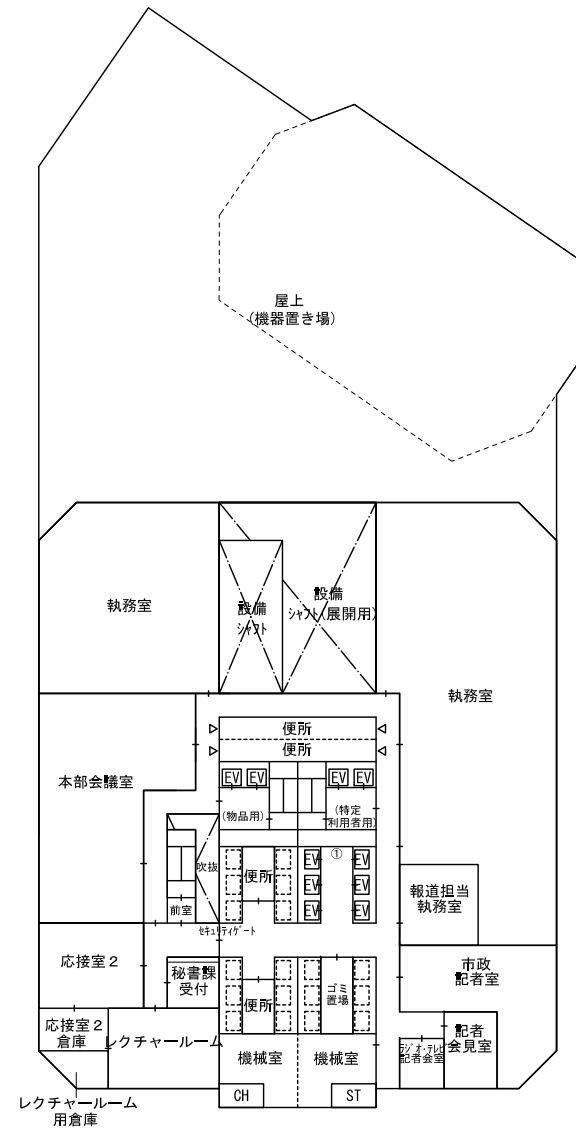 屋上
(機器置き場)
執務室
設備
シャフト
設備
シャフト(展開用)
執務室
便所
便所
本部会議室
EV
EV
EV
EV
(物品用)
(特定
利用者用)
吹抜
便所
EV
①
EV
EV
EV
EV
EV
前室
報道担当
執務室
セキュリティゲート
応接室2
秘書課
受付
便所
ゴミ
置場
市政
記者室
応接室2
倉庫
レクチャールーム
機械室
機械室
ラジオ・テレビ
記者会室
記者
会見室
CH
ST
レクチャールーム
用倉庫